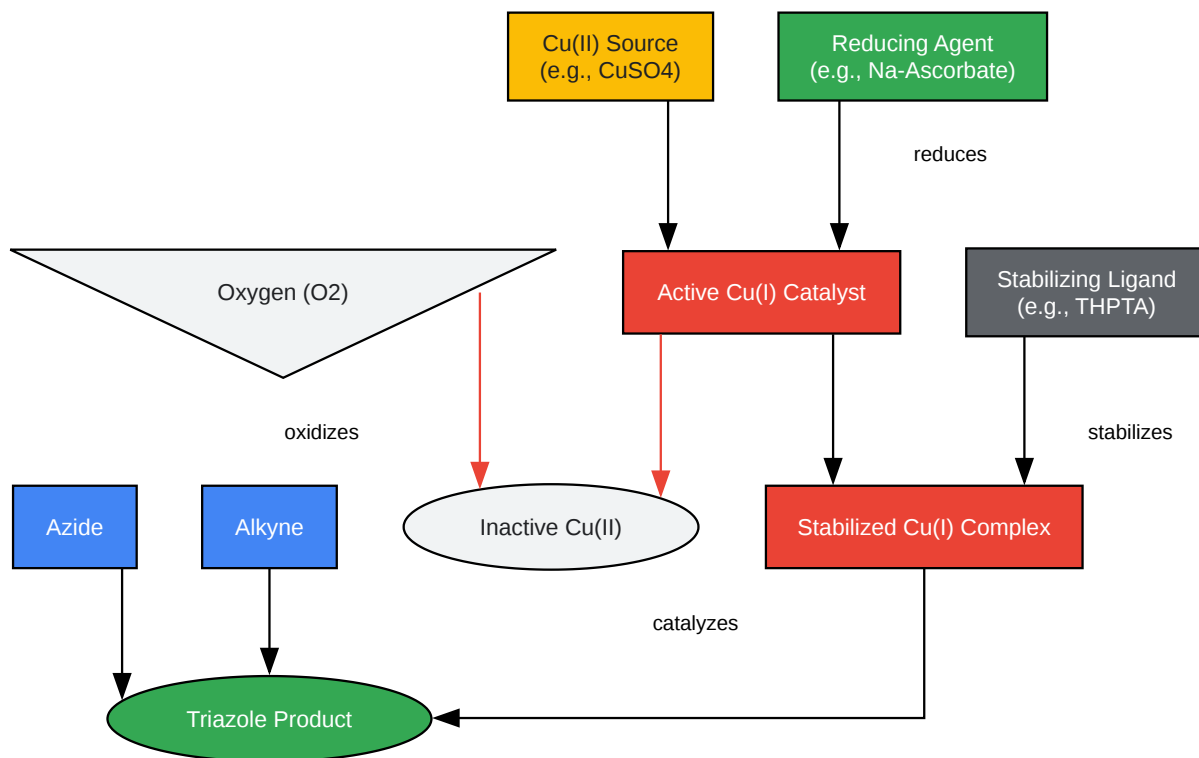 Cu(II) Source
(e.g., CuSO4)
Reducing Agent
(e.g., Na-Ascorbate)
reduces
Oxygen (O2)
Active Cu(I) Catalyst
Stabilizing Ligand
(e.g., THPTA)
oxidizes
stabilizes
Azide
Alkyne
Inactive Cu(II)
Stabilized Cu(I) Complex
catalyzes
Triazole Product